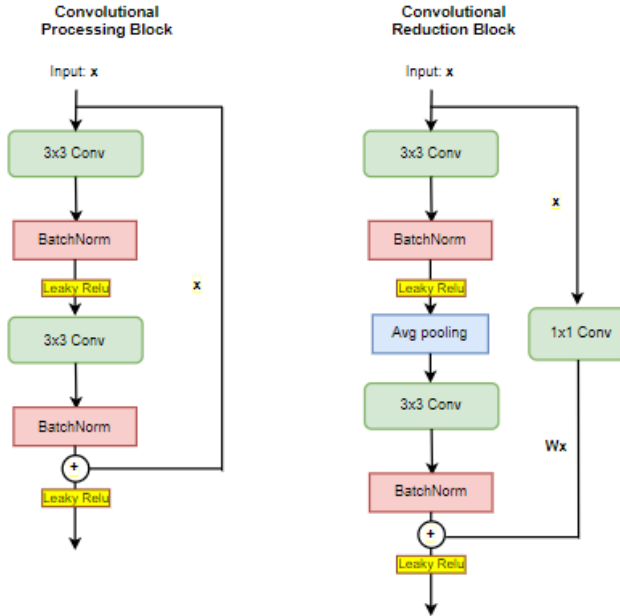 Convolutional
Processing Block
Input: x
3x3 Conv
BatchNorm
Leaky Relu
x
3x3 Conv
BatchNorm
+
Leaky Relu
Convolutional
Reduction Block
Input: x
3x3 Conv
x
BatchNorm
Leaky Relu
Avg pooling
1x1 Conv
3x3 Conv
Wx
BatchNorm
+
Leaky Relu